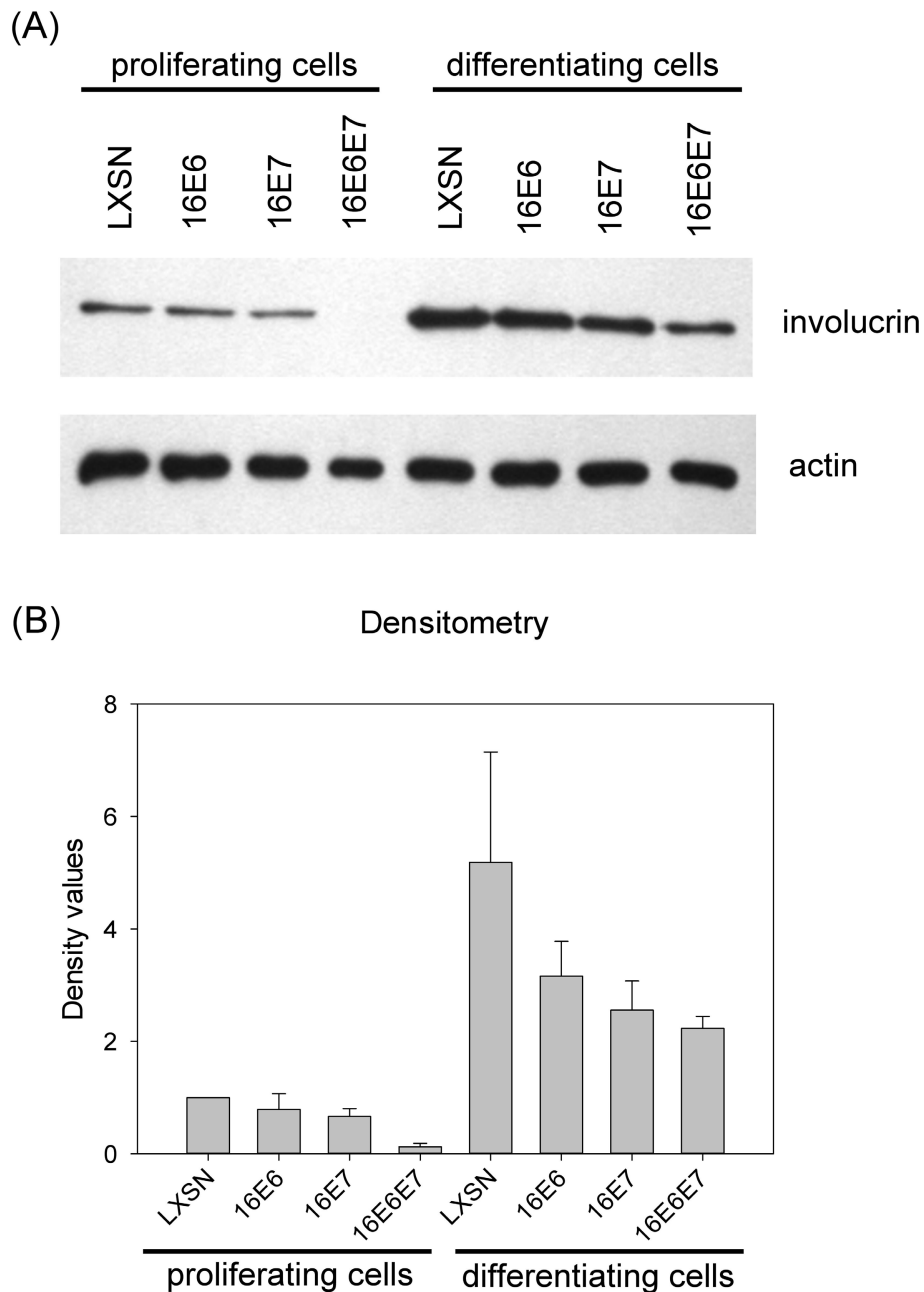 (A)
proliferating cells differentiating cells
LXSN 16E6 16E7 16E6E7 LXSN 16E6 16E7 16E6E7
involucrin
actin
(B) Densitometry
Density values
8
6
4
2
0
LXSN 16E6 16E7 16E6E7 LXSN 16E6 16E7 16E6E7
proliferating cells differentiating cells